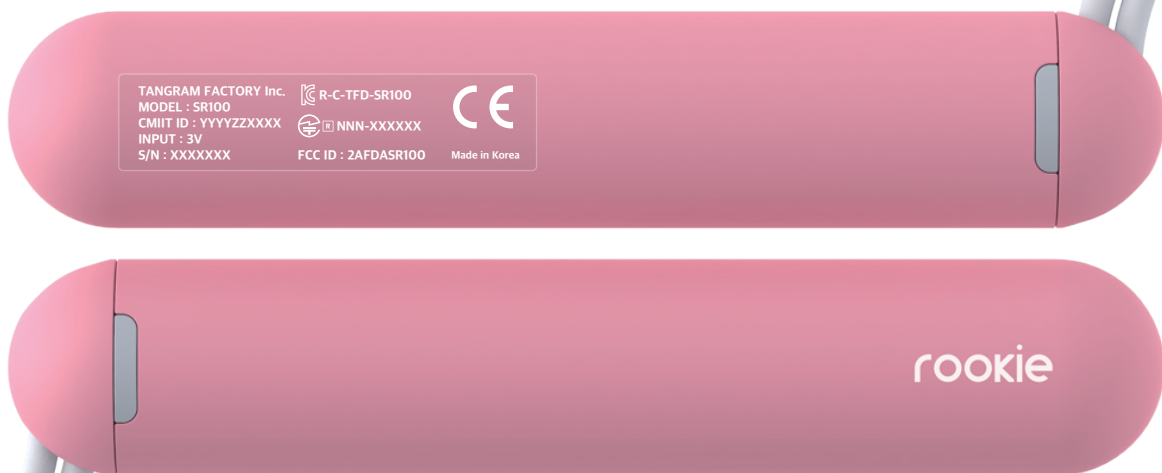 TANGRAM FACTORY Inc.
MODEL : SR100
CMIIT ID : YYYYZZXXXX
INPUT : 3V
S/N : XXXXXXX
R-C-TFD-SR100
R NNN-XXXXXX
FCC ID : 2AFDASR100
CE
Made in Korea
rookie